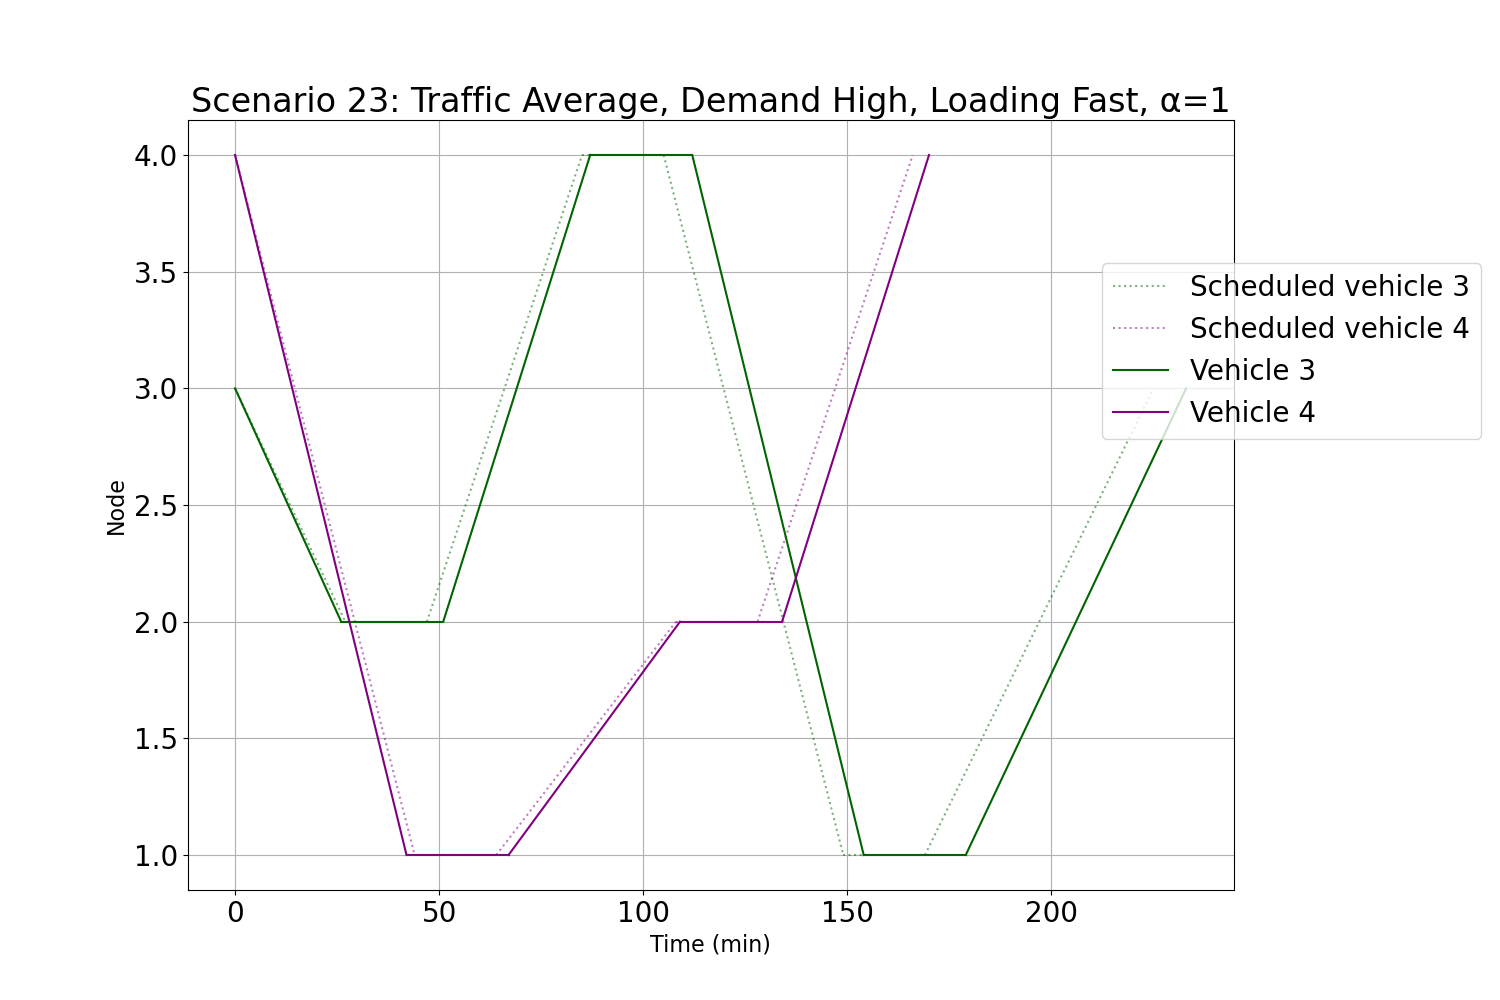 Scenario 23: Traffic Average, Demand High, Loading Fast, α=1
4.0
3.5
3.0
2.5
2.0
1.5
1.0
Node
0 50 100 150 200
Time (min)
Scheduled vehicle 3
Scheduled vehicle 4
Vehicle 3
Vehicle 4